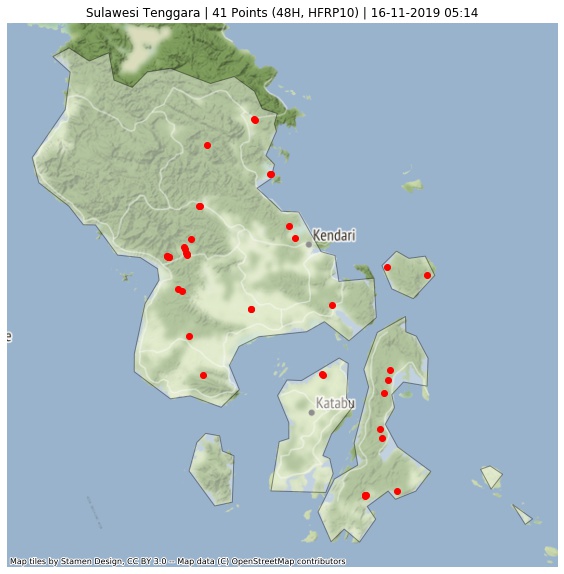 Sulawesi Tenggara | 41 Points (48H, HFRP10) | 16-11-2019 05:14
Kendari
e
Katabu
Map tiles by Stamen Design, CC BY 3.0 -- Map data (C) OpenStreetMap contributors